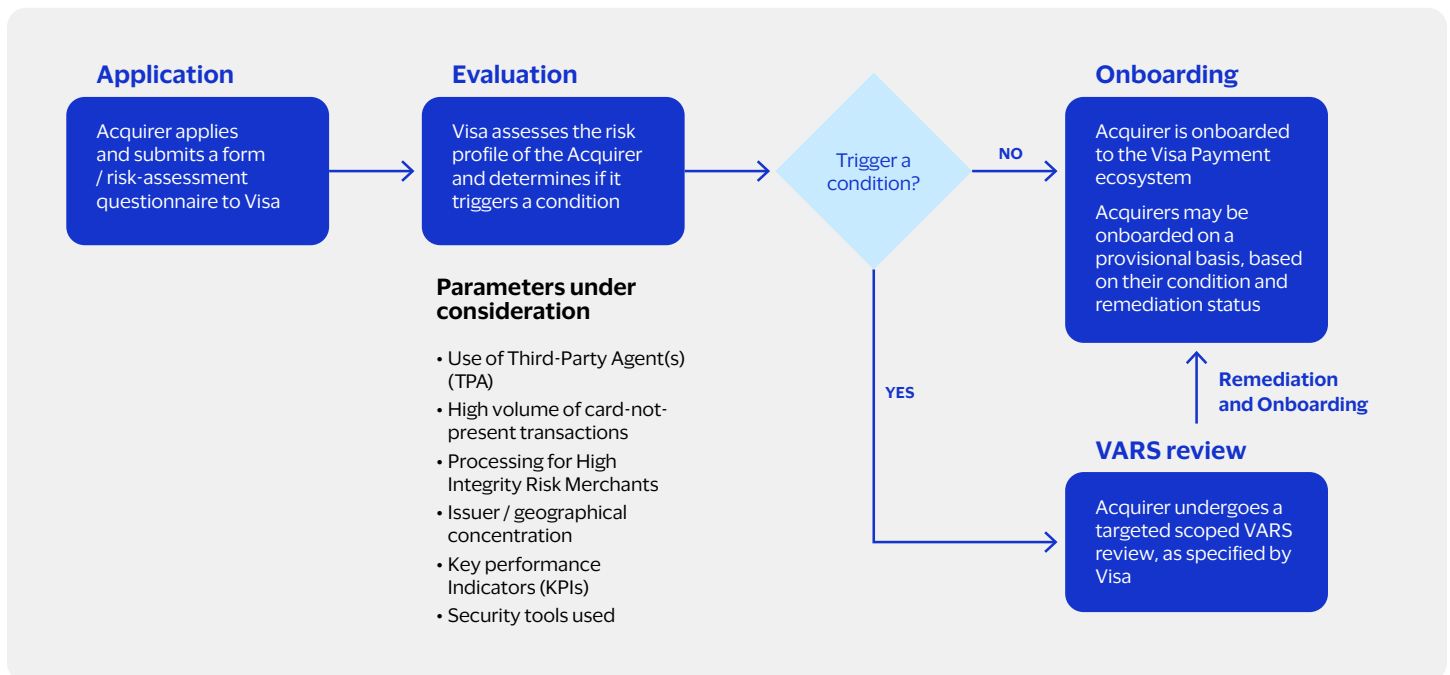 Application
Acquirer applies
and submits a form
/ risk-assessment
questionnaire to Visa
Evaluation
Visa assesses the risk
profile of the Acquirer
and determines if it
triggers a condition
Parameters under
consideration
• Use of Third-Party Agent(s)
(TPA)
• High volume of card-not-
present transactions
• Processing for High
Integrity Risk Merchants
• Issuer / geographical
concentration
• Key performance
Indicators (KPIs)
• Security tools used
Trigger a
condition?
NO
YES
Onboarding
Acquirer is onboarded
to the Visa Payment
ecosystem
Acquirers may be
onboarded on a
provisional basis, based
on their condition and
remediation status
Remediation
and Onboarding
VARS review
Acquirer undergoes a
targeted scoped VARS
review, as specified by
Visa